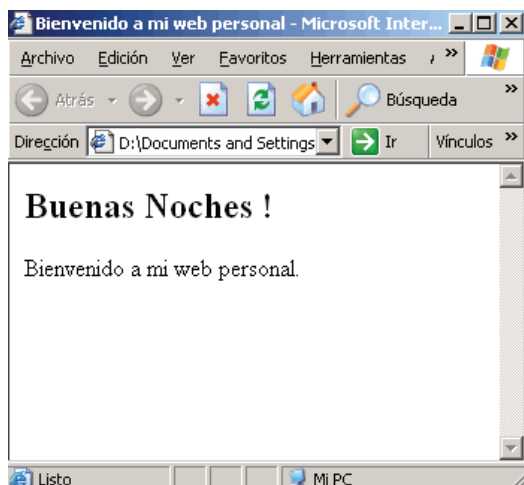 Bienvenido a mi web personal - Microsoft Inter...
Archivo Edición Ver Favoritos Herramientas »
Atrás Búsqueda »
Dirección D:\Documents and Settings Ir Vínculos »
Buenas Noches !
Bienvenido a mi web personal.
Listo Mi PC